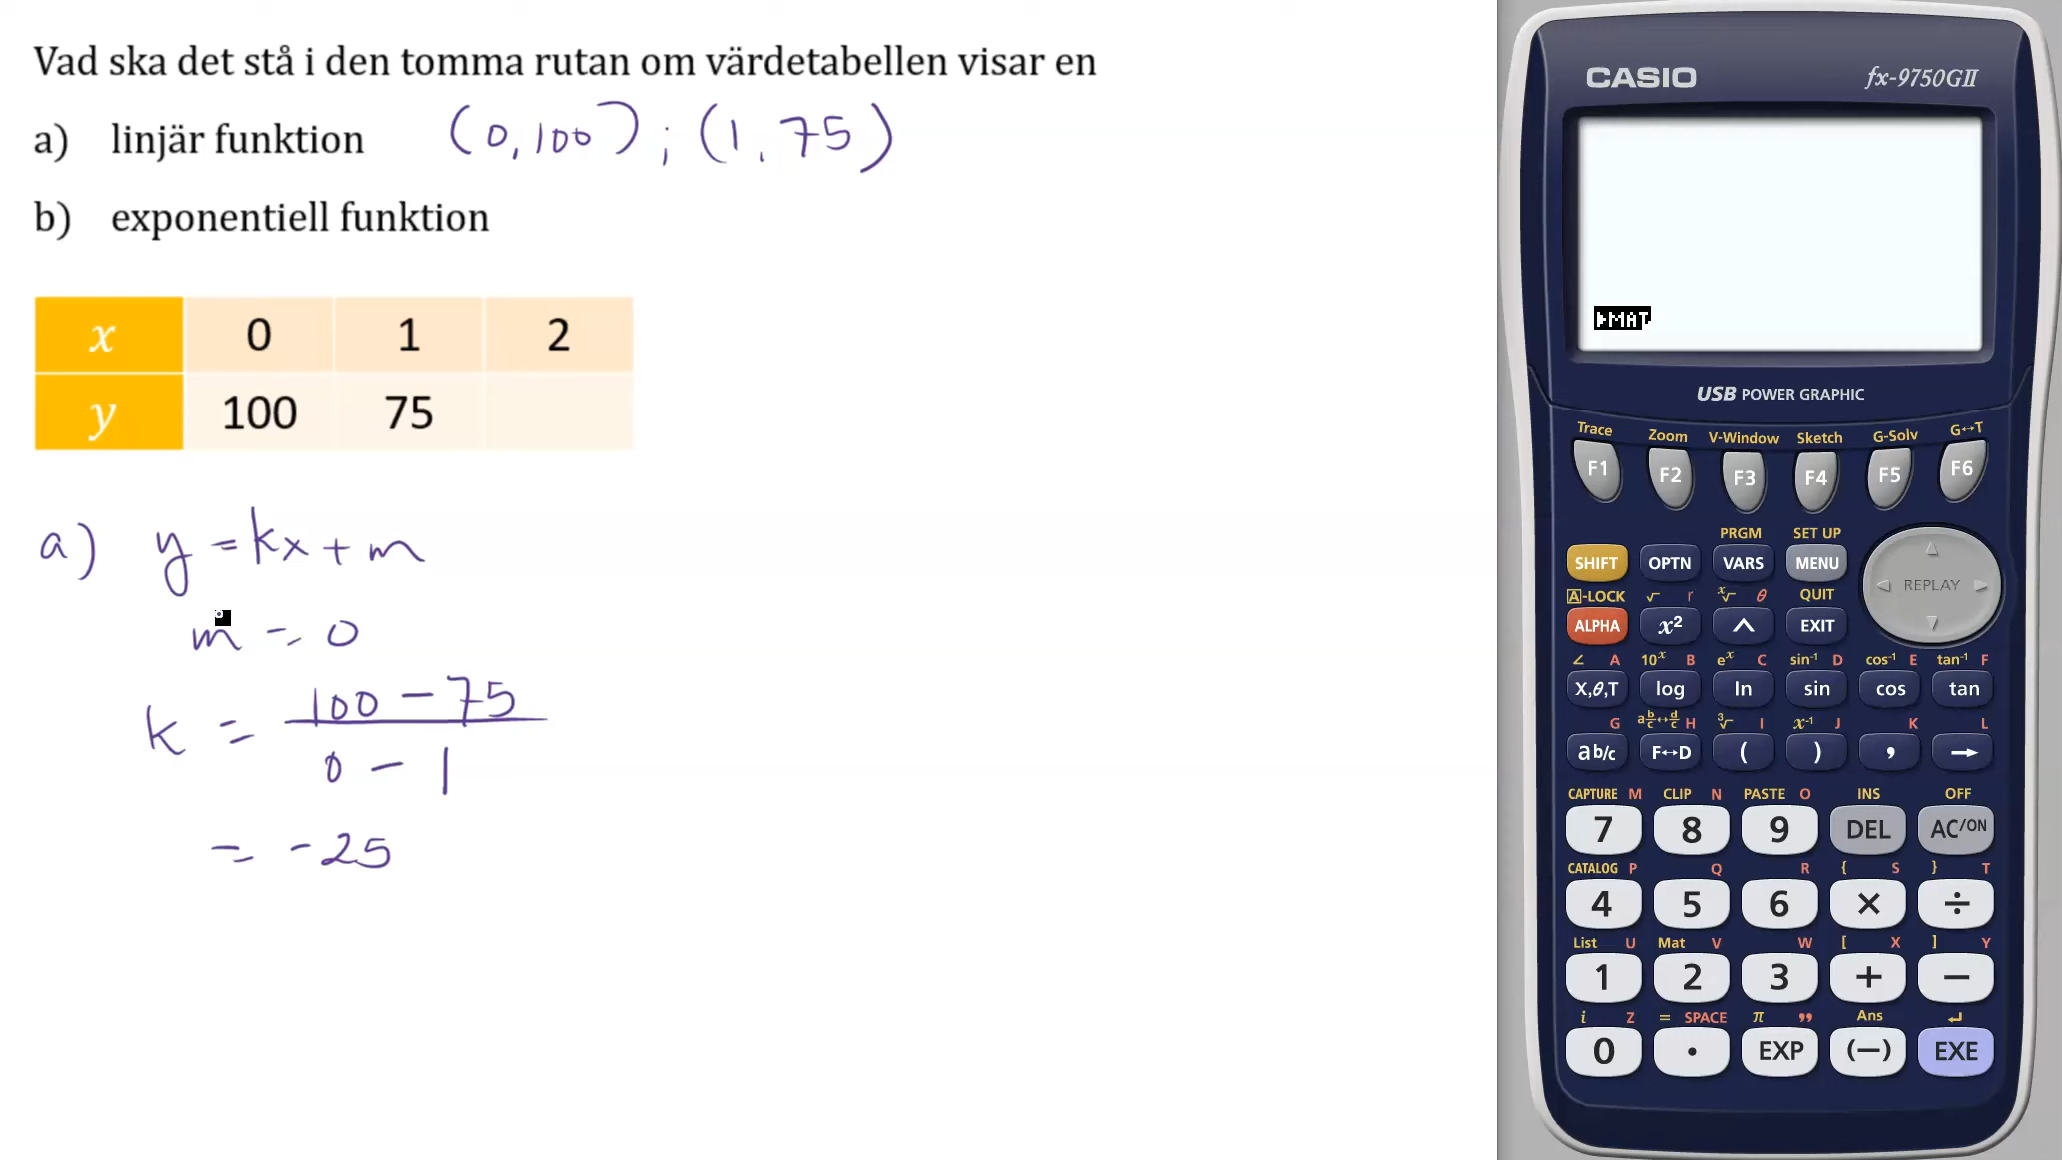 Vad ska det stå i den tomma rutan om värdetabellen visar en
a) linjär funktion (0, 100) ; (1, 75)
b) exponentiell funktion
x 0 1 2
y 100 75
a) y = kx + m
m = 0
k = 100 - 75
0 - 1
= -25
CASIO fx-9750GII
▶MAT
USB POWER GRAPHIC
Trace Zoom V-Window Sketch G-Solv G↔T
F1 F2 F3 F4 F5 F6
PRGM SET UP
SHIFT OPTN VARS MENU
REPLAY
A-LOCK √ r ˣ√ θ QUIT
ALPHA x² ^ EXIT
∠ A 10ˣ B eˣ C sin⁻¹ D cos⁻¹ E tan⁻¹ F
X,θ,T log ln sin cos tan
G a b/c↔d/c H ³√ I x⁻¹ J K L
a b/c F↔D ( ) , →
CAPTURE M CLIP N PASTE O INS OFF
7 8 9 DEL AC/ON
CATALOG P Q R { S } T
4 5 6 × ÷
List U Mat V W [ X ] Y
1 2 3 + −
i Z = SPACE π ” Ans ↵
0 . EXP (−) EXE